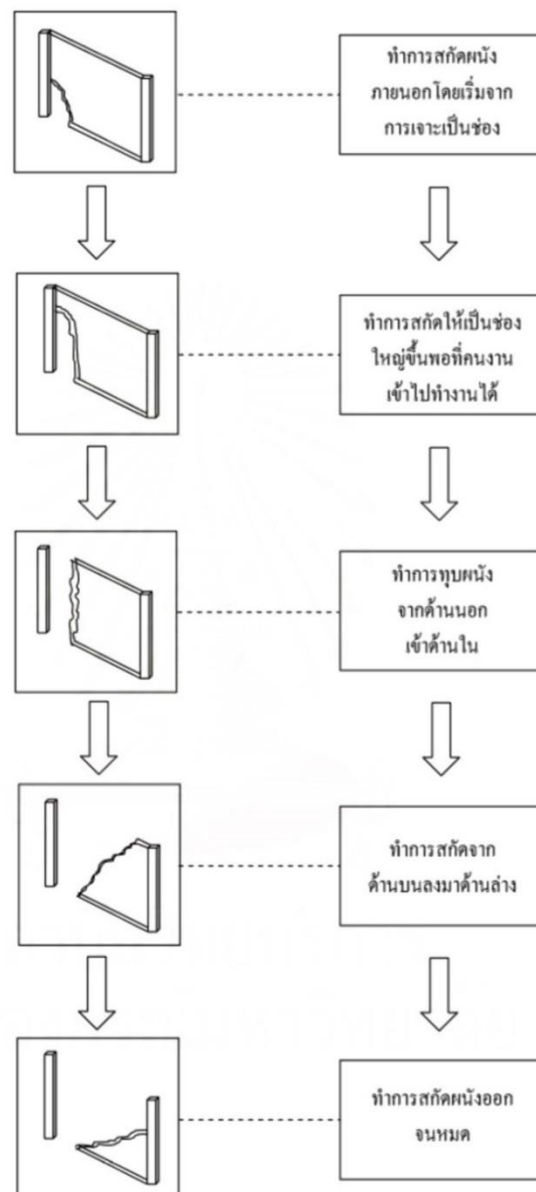 ทำการสกัดผนัง
ภายนอกโดยเริ่มจาก
การเจาะเป็นช่อง
ทำการสกัดให้เป็นช่อง
ใหญ่ขึ้นพอที่คนงาน
เข้าไปทำงานได้
ทำการทุบผนัง
จากด้านนอก
เข้าด้านใน
ทำการสกัดจาก
ด้านบนลงมาด้านล่าง
ทำการสกัดผนังออก
จนหมด